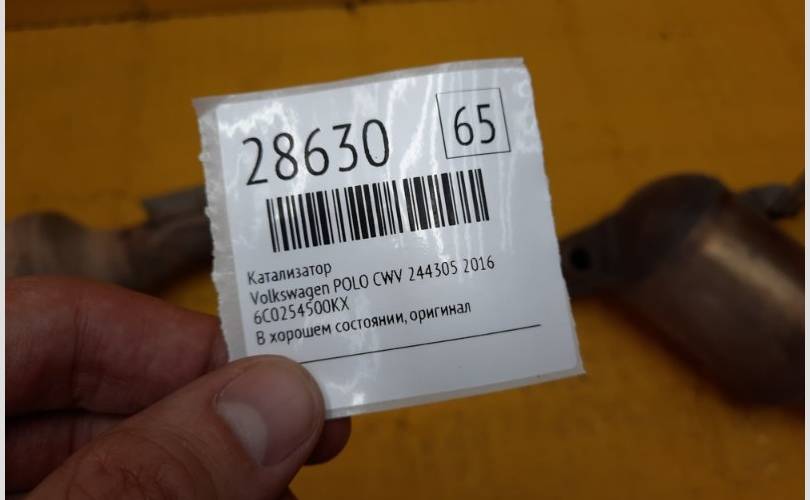 28630
65
Катализатор
Volkswagen POLO CWV 244305 2016
6C0254500KX
В хорошем состоянии, оригинал